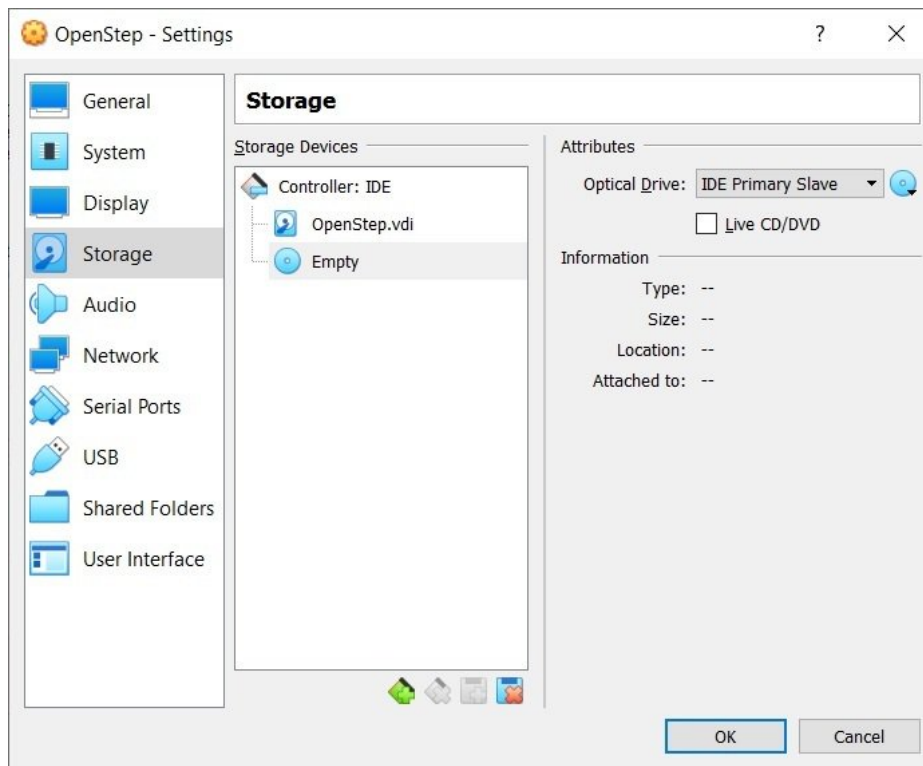 OpenStep - Settings
?
General
System
Display
Storage
Audio
Network
Serial Ports
USB
Shared Folders
User Interface
Storage
Storage Devices
Controller: IDE
OpenStep.vdi
Empty
Attributes
Optical Drive: IDE Primary Slave
Live CD/DVD
Information
Type: --
Size: --
Location: --
Attached to: --
OK
Cancel